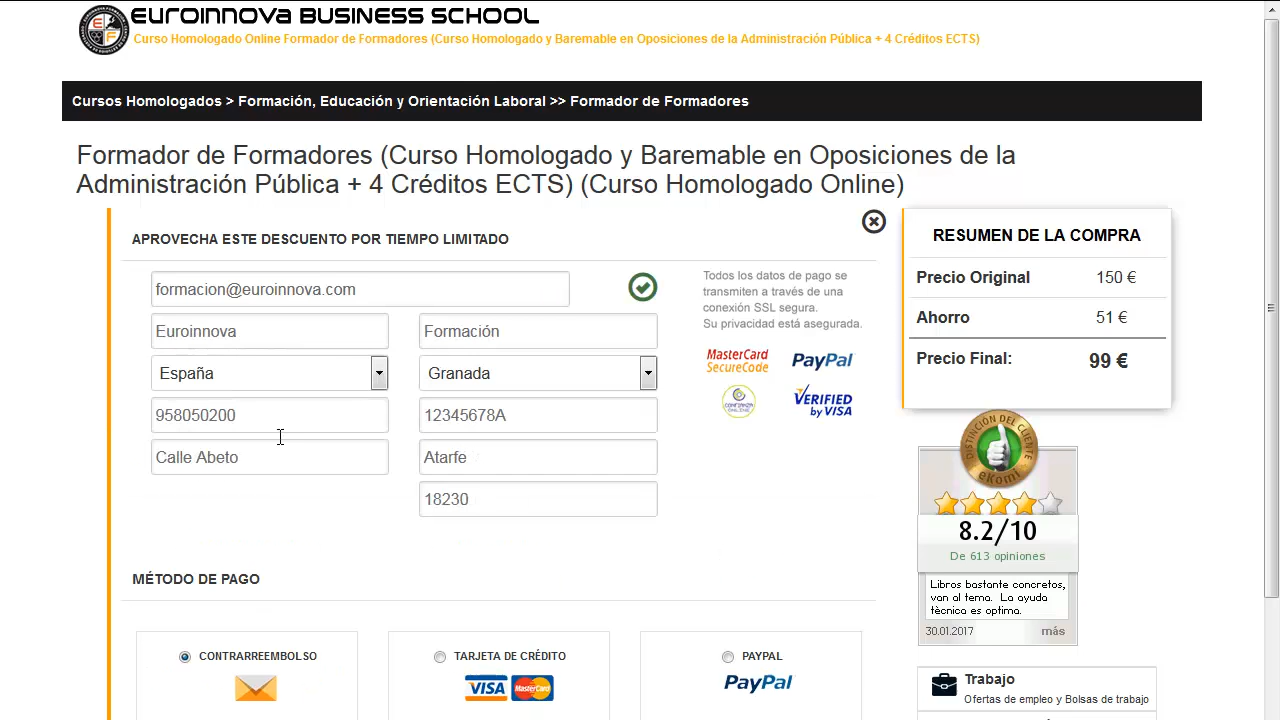 EUROINNOVA BUSINESS SCHOOL
Curso Homologado Online Formador de Formadores (Curso Homologado y Baremable en Oposiciones de la Administración Pública + 4 Créditos ECTS)
Cursos Homologados > Formación, Educación y Orientación Laboral >> Formador de Formadores
Formador de Formadores (Curso Homologado y Baremable en Oposiciones de la
Administración Pública + 4 Créditos ECTS) (Curso Homologado Online)
APROVECHA ESTE DESCUENTO POR TIEMPO LIMITADO
formacion@euroinnova.com
Euroinnova
Formación
España
Granada
958050200
12345678A
Calle Abeto
Atarfe
18230
Todos los datos de pago se
transmiten a través de una
conexión SSL segura.
Su privacidad está asegurada.
MasterCard
SecureCode
PayPal
CONFIANZA
ONLINE
VERIFIED
by VISA
MÉTODO DE PAGO
CONTRARREEMBOLSO
TARJETA DE CRÉDITO
VISA
MasterCard
PAYPAL
PayPal
RESUMEN DE LA COMPRA
Precio Original 150 €
Ahorro 51 €
Precio Final: 99 €
DISTINCIÓN DEL CLIENTE
eKomi
8.2/10
De 613 opiniones
Libros bastante concretos,
van al tema. La ayuda
tècnica es optima.
30.01.2017 más
Trabajo
Ofertas de empleo y Bolsas de trabajo